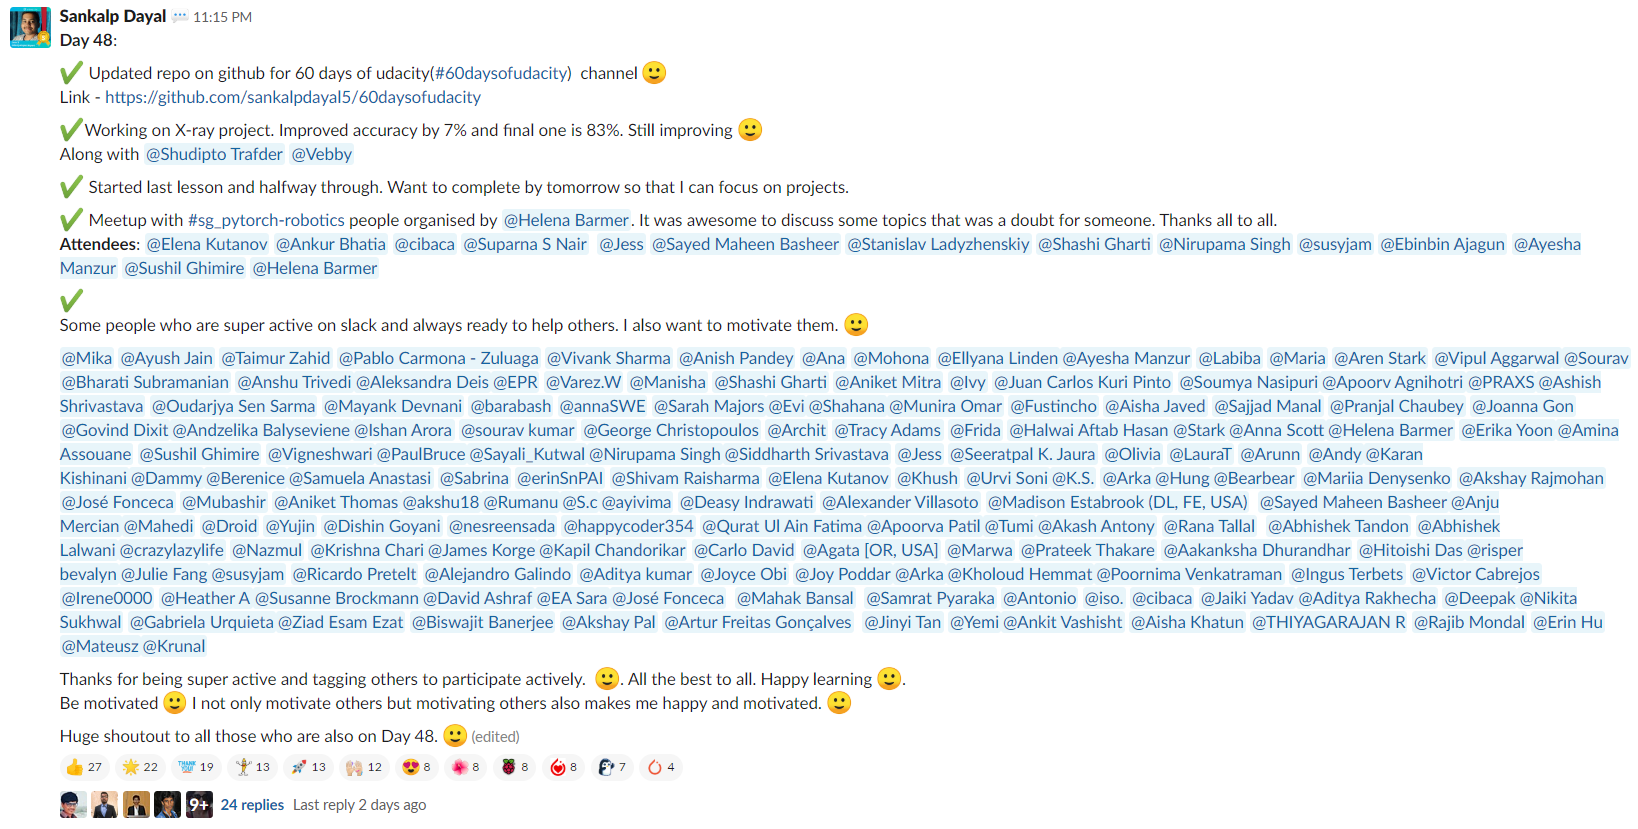 Sankalp Dayal 11:15 PM
Day 48:
Updated repo on github for 60 days of udacity(#60daysofudacity) channel
Link - https://github.com/sankalpdayal5/60daysofudacity
Working on X-ray project. Improved accuracy by 7% and final one is 83%. Still improving
Along with @Shudipto Trafder @Vebby
Started last lesson and halfway through. Want to complete by tomorrow so that I can focus on projects.
Meetup with #sg_pytorch-robotics people organised by @Helena Barmer. It was awesome to discuss some topics that was a doubt for someone. Thanks all to all.
Attendees: @Elena Kutanov @Ankur Bhatia @cibaca @Suparna S Nair @Jess @Sayed Maheen Basheer @Stanislav Ladyzhenskiy @Shashi Gharti @Nirupama Singh @susyjam @Ebinbin Ajagun @Ayesha
Manzur @Sushil Ghimire @Helena Barmer
Some people who are super active on slack and always ready to help others. I also want to motivate them.
@Mika @Ayush Jain @Taimur Zahid @Pablo Carmona - Zuluaga @Vivank Sharma @Anish Pandey @Ana @Mohona @Ellyana Linden @Ayesha Manzur @Labiba @Maria @Aren Stark @Vipul Aggarwal @Sourav
@Bharati Subramanian @Anshu Trivedi @Aleksandra Deis @EPR @Varez.W @Manisha @Shashi Gharti @Aniket Mitra @Ivy @Juan Carlos Kuri Pinto @Soumya Nasipuri @Apoorv Agnihotri @PRAXS @Ashish
Shrivastava @Oudarjya Sen Sarma @Mayank Devnani @barabash @annaSWE @Sarah Majors @Evi @Shahana @Munira Omar @Fustincho @Aisha Javed @Sajjad Manal @Pranjal Chaubey @Joanna Gon
@Govind Dixit @Andzelika Balyseviene @Ishan Arora @sourav kumar @George Christopoulos @Archit @Tracy Adams @Frida @Halwai Aftab Hasan @Stark @Anna Scott @Helena Barmer @Erika Yoon @Amina
Assouane @Sushil Ghimire @Vigneshwari @PaulBruce @Sayali_Kutwal @Nirupama Singh @Siddharth Srivastava @Jess @Seeratpal K. Jaura @Olivia @LauraT @Arunn @Andy @Karan
Kishinani @Dammy @Berenice @Samuela Anastasi @Sabrina @erinSnPAI @Shivam Raisharma @Elena Kutanov @Khush @Urvi Soni @K.S. @Arka @Hung @Bearbear @Mariia Denysenko @Akshay Rajmohan
@José Fonceca @Mubashir @Aniket Thomas @akshu18 @Rumanu @S.c @ayivima @Deasy Indrawati @Alexander Villasoto @Madison Estabrook (DL, FE, USA) @Sayed Maheen Basheer @Anju
Mercian @Mahedi @Droid @Yujin @Dishin Goyani @nesreensada @happycoder354 @Qurat Ul Ain Fatima @Apoorva Patil @Tumi @Akash Antony @Rana Tallal @Abhishek Tandon @Abhishek
Lalwani @crazylazylife @Nazmul @Krishna Chari @James Korge @Kapil Chandorikar @Carlo David @Agata [OR, USA] @Marwa @Prateek Thakare @Aakanksha Dhurandhar @Hitoishi Das @risper
bevalyn @Julie Fang @susyjam @Ricardo Pretelt @Alejandro Galindo @Aditya kumar @Joyce Obi @Joy Poddar @Arka @Kholoud Hemmat @Poornima Venkatraman @Ingus Terbets @Victor Cabrejos
@Irene0000 @Heather A @Susanne Brockmann @David Ashraf @EA Sara @José Fonceca @Mahak Bansal @Samrat Pyaraka @Antonio @iso. @cibaca @Jaiki Yadav @Aditya Rakhecha @Deepak @Nikita
Sukhwal @Gabriela Urquieta @Ziad Esam Ezat @Biswajit Banerjee @Akshay Pal @Artur Freitas Gonçalves @Jinyi Tan @Yemi @Ankit Vashisht @Aisha Khatun @THIYAGARAJAN R @Rajib Mondal @Erin Hu
@Mateusz @Krunal
Thanks for being super active and tagging others to participate actively. . All the best to all. Happy learning .
Be motivated I not only motivate others but motivating others also makes me happy and motivated.
Huge shoutout to all those who are also on Day 48. (edited)
27 22 THANK YOU! 19 13 13 12 8 8 8 8 7 4
9+ 24 replies Last reply 2 days ago